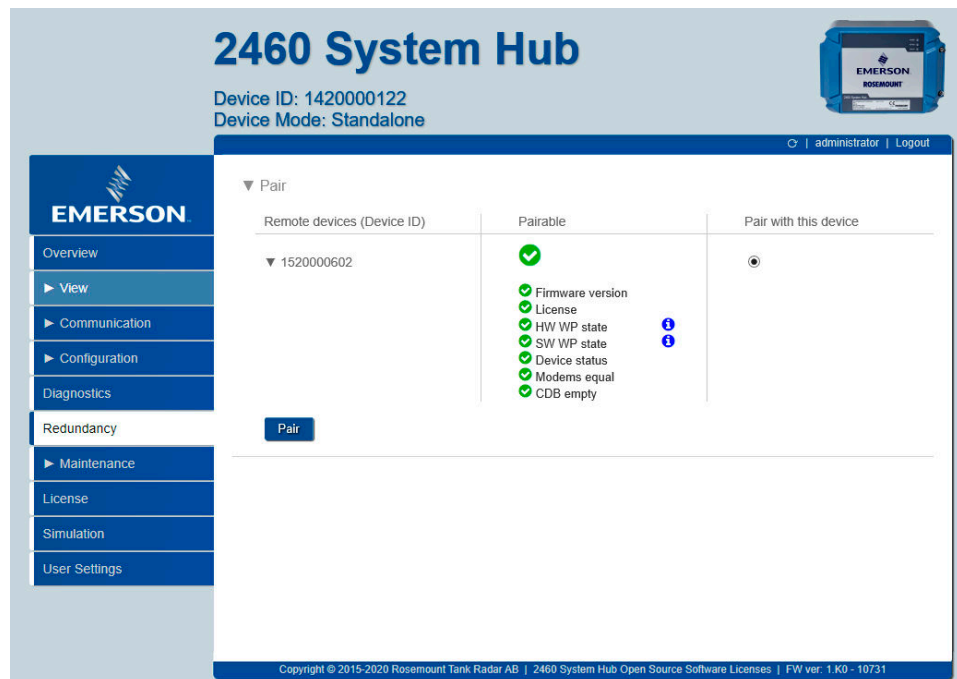 2460 System Hub
Device ID: 1420000122
Device Mode: Standalone
EMERSON
ROSEMOUNT
administrator | Logout
EMERSON
Overview
► View
► Communication
► Configuration
Diagnostics
Redundancy
► Maintenance
License
Simulation
User Settings
▼ Pair
Remote devices (Device ID) Pairable Pair with this device
▼ 1520000602
Firmware version
License
HW WP state
SW WP state
Device status
Modems equal
CDB empty
Pair
Copyright © 2015-2020 Rosemount Tank Radar AB | 2460 System Hub Open Source Software Licenses | FW ver: 1.K0 - 10731